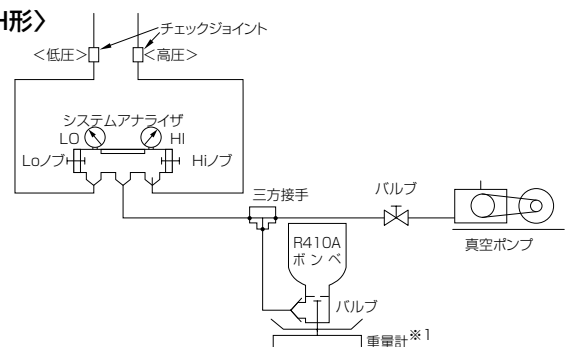 H形〉
チェックジョイント
＜低圧＞
＜高圧＞
システムアナライザ
LO
HI
Loノブ
Hiノブ
三方接手
バルブ
R410A
ボンベ
真空ポンプ
バルブ
重量計※1